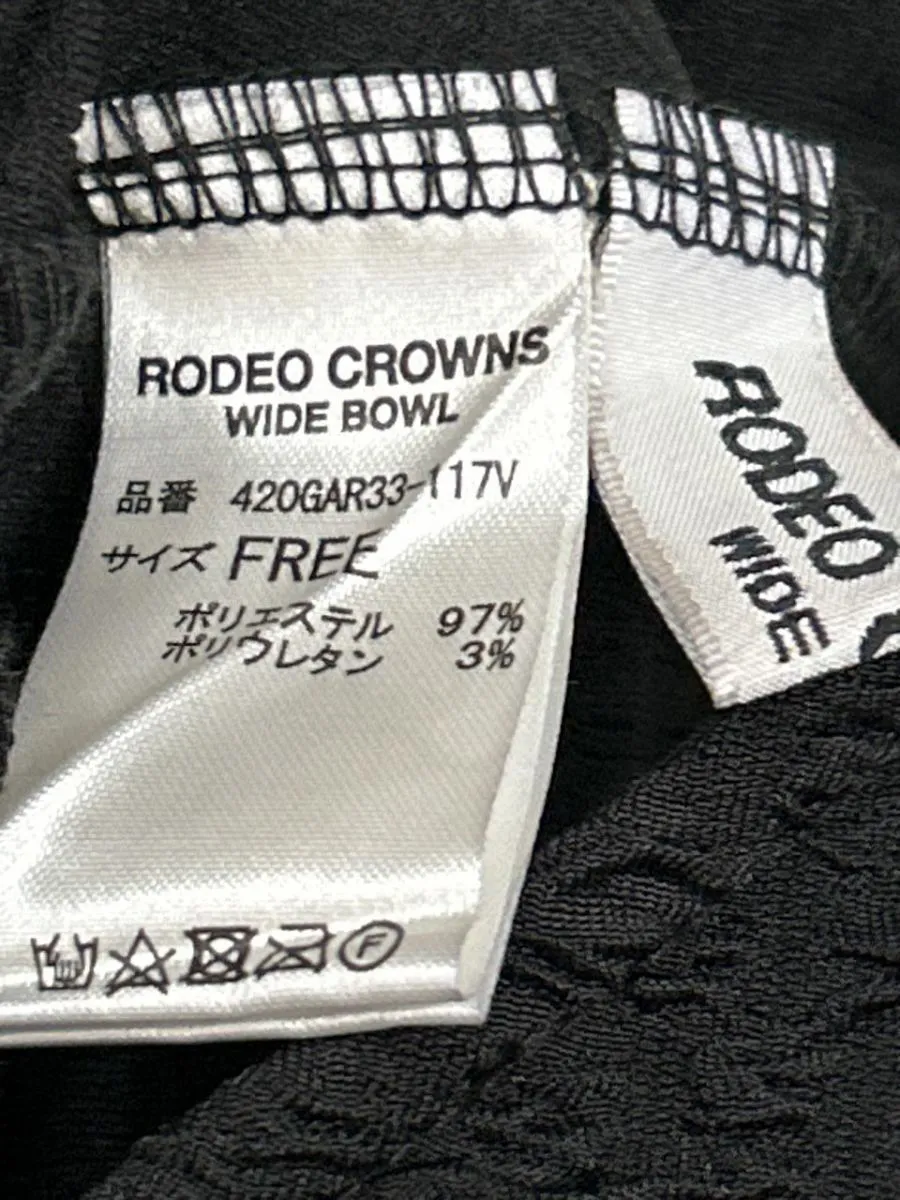 RODEO CROWNS
WIDE BOWL
品番 420GAR33-117V
サイズ FREE
ポリエステル 97%
ポリウレタン 3%
F
RODEO
WIDE